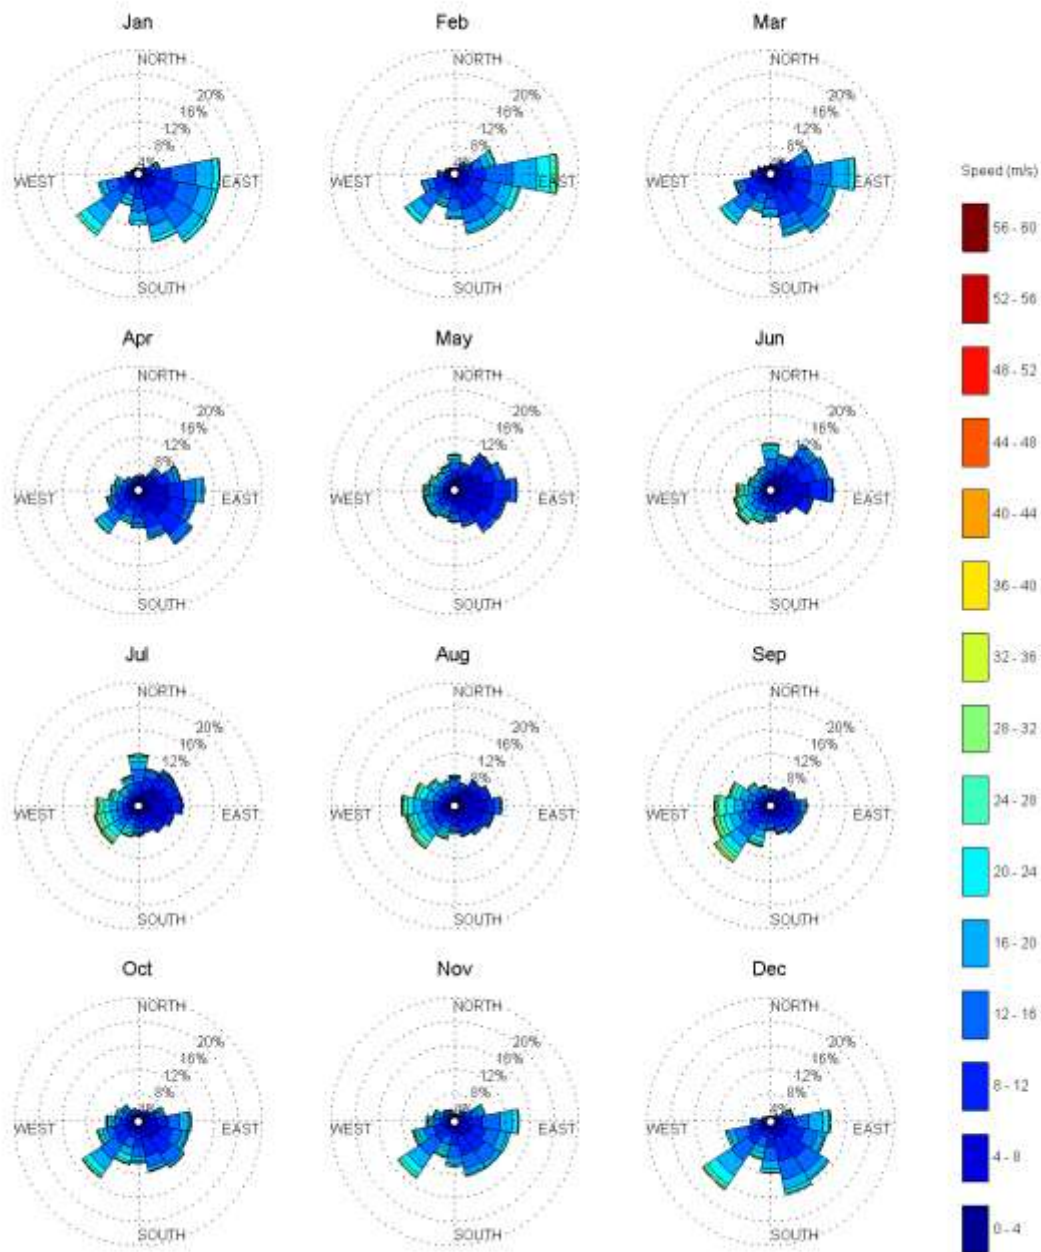 Jan Feb Mar
NORTH NORTH NORTH
20% 20% 20%
16% 16% 16%
12% 12% 12%
8% 8% 8%
WEST EAST WEST EAST WEST EAST
SOUTH SOUTH SOUTH
Apr May Jun
NORTH NORTH NORTH
20% 20% 20%
16% 16% 16%
12% 12% 12%
8%
WEST EAST WEST EAST WEST EAST
SOUTH SOUTH SOUTH
Jul Aug Sep
NORTH NORTH NORTH
20% 20% 20%
16% 16% 16%
12% 12% 12%
8% 8%
WEST EAST WEST EAST WEST EAST
SOUTH SOUTH SOUTH
Oct Nov Dec
NORTH NORTH NORTH
20% 20% 20%
16% 16% 16%
12% 12% 12%
8% 8% 8%
WEST EAST WEST EAST WEST EAST
SOUTH SOUTH SOUTH
Speed (m/s)
56 - 60
52 - 56
48 - 52
44 - 48
40 - 44
36 - 40
32 - 36
28 - 32
24 - 28
20 - 24
16 - 20
12 - 16
8 - 12
4 - 8
0 - 4